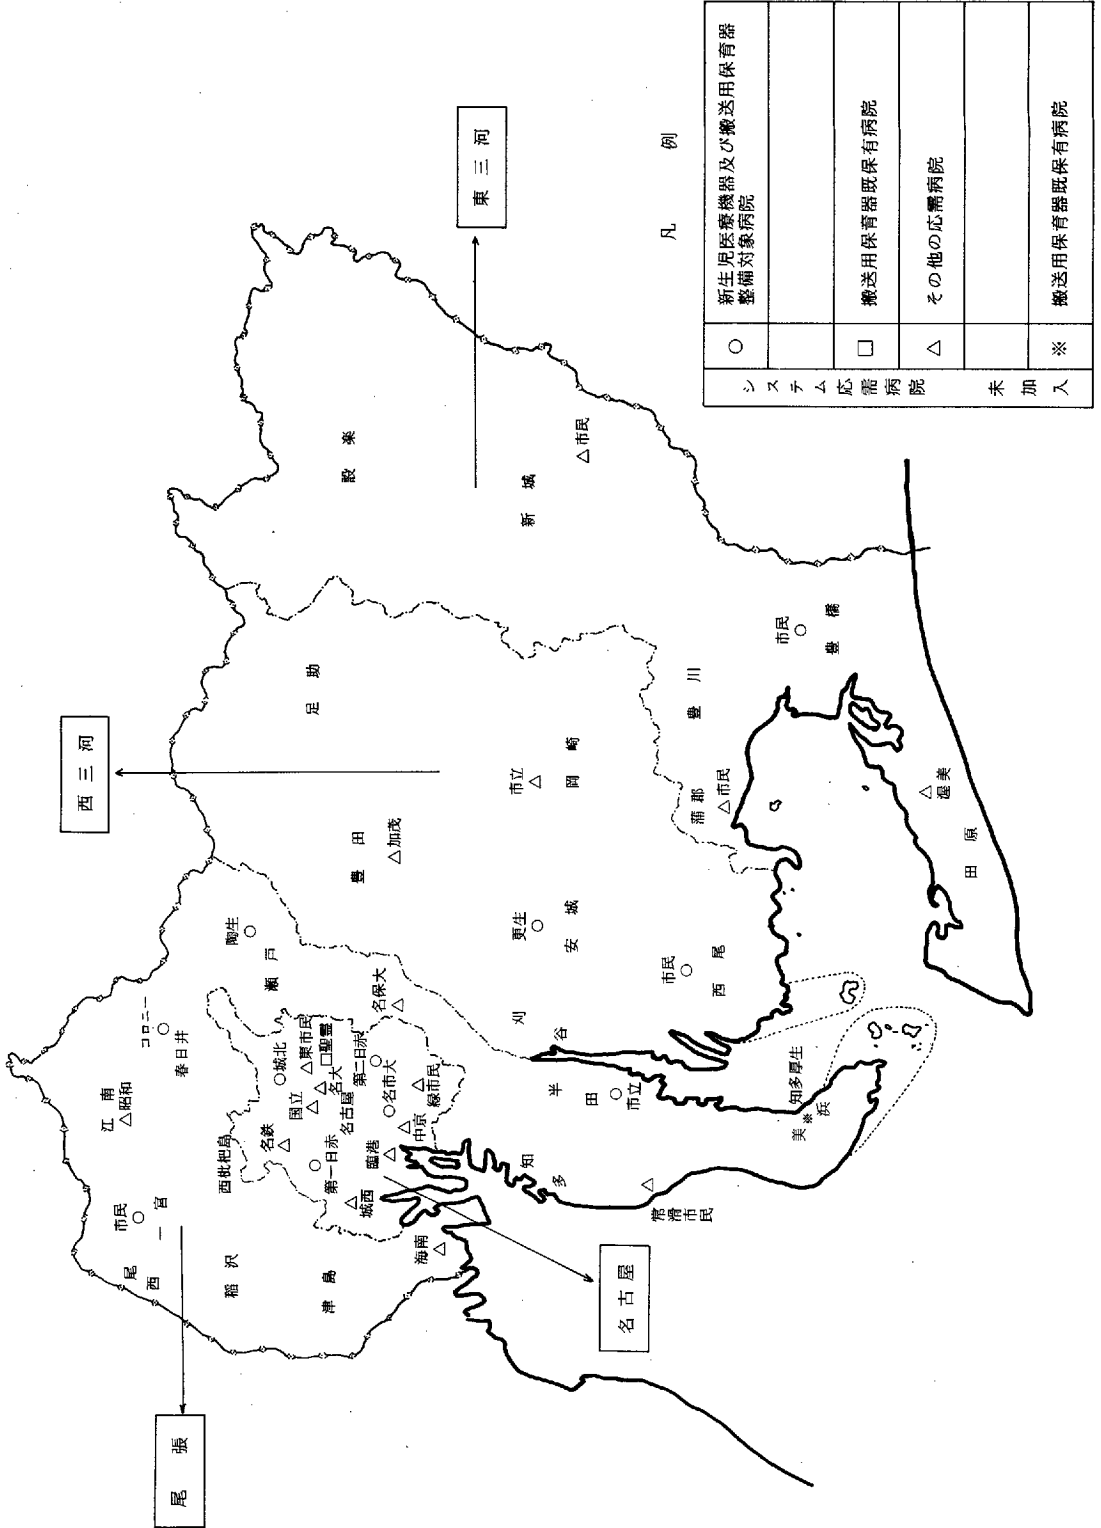 尾張
西三河
東三河
名古屋
尾西
一宮
市民
江南
昭和
コロニー
春日井
稲沢
津島
海南
西枇杷島
名鉄
国立
城北
東市民
聖霊
名大
名古屋
第二日赤
第一日赤
名市大
緑市民
中京
臨港
城西
名保大
陶生
瀬戸
豊田
加茂
足助
市立
岡崎
更生
安城
刈谷
市民
西尾
半田
市立
知多
常滑市民
知多厚生
美浜
設楽
新城
市民
豊川
蒲郡
市民
市民
豊橋
渥美
田原
凡例
システム応需病院
○ 新生児医療機器及び搬送用保育器
整備対象病院
□ 搬送用保育器既保有病院
△ その他の応需病院
未加入
※ 搬送用保育器既保有病院